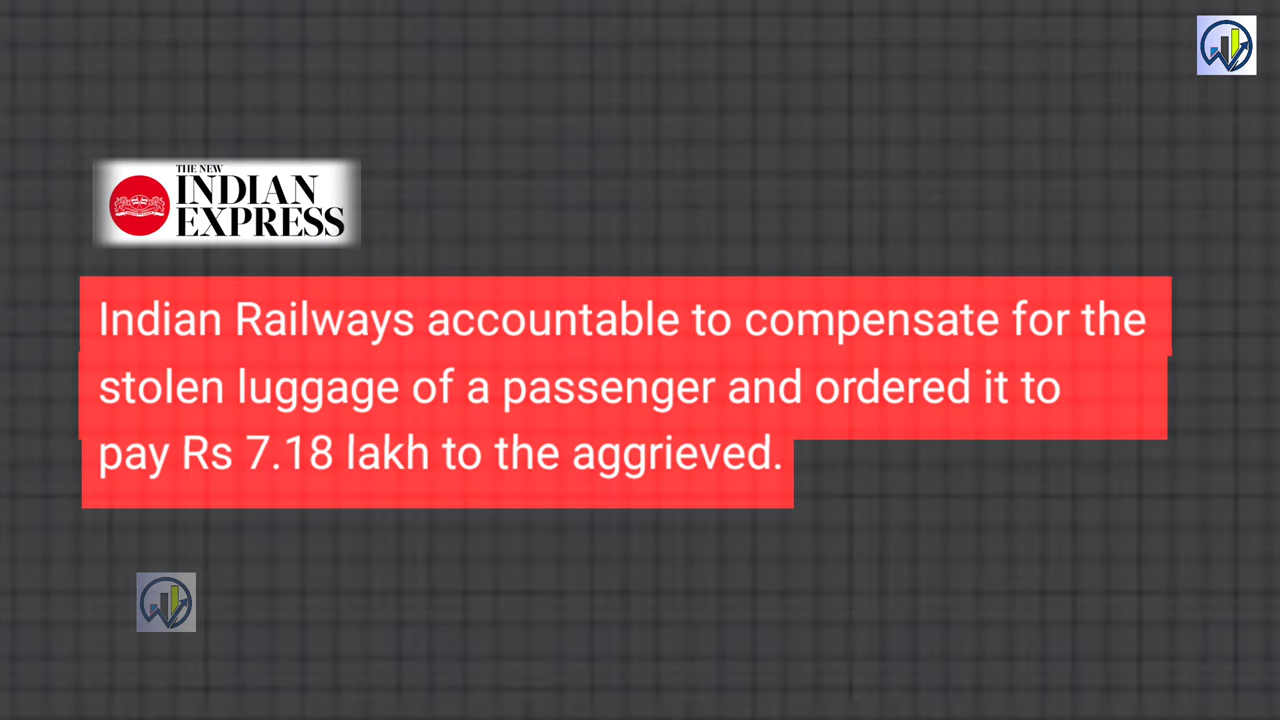 THE NEW
INDIAN
EXPRESS
Indian Railways accountable to compensate for the
stolen luggage of a passenger and ordered it to
pay Rs 7.18 lakh to the aggrieved.